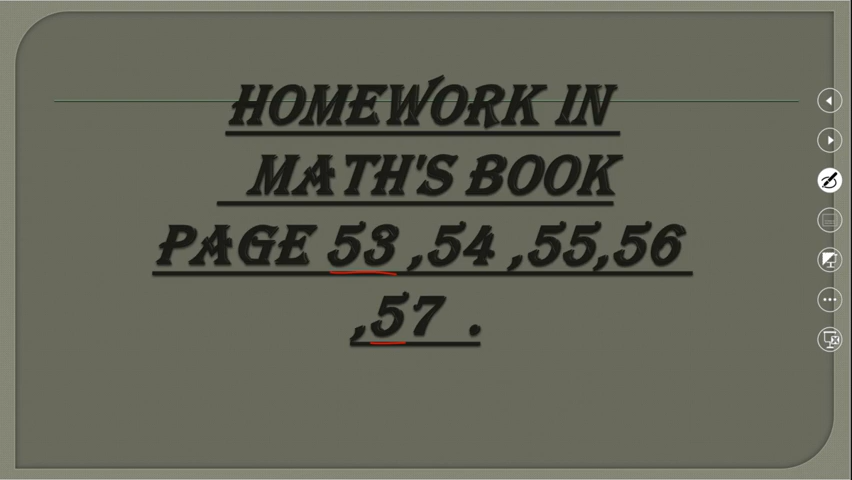 HOMEWORK IN
MATH'S BOOK
PAGE 53 ,54 ,55,56
,57 .